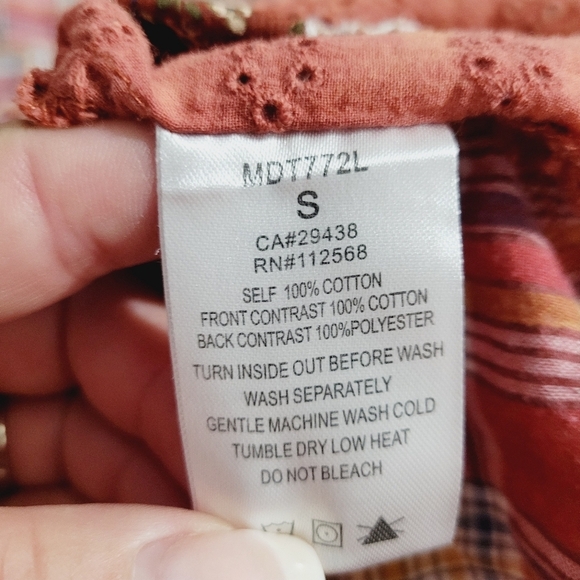 MDT772L
S
CA#29438
RN#112568
SELF 100% COTTON
FRONT CONTRAST 100% COTTON
BACK CONTRAST 100%POLYESTER
TURN INSIDE OUT BEFORE WASH
WASH SEPARATELY
GENTLE MACHINE WASH COLD
TUMBLE DRY LOW HEAT
DO NOT BLEACH